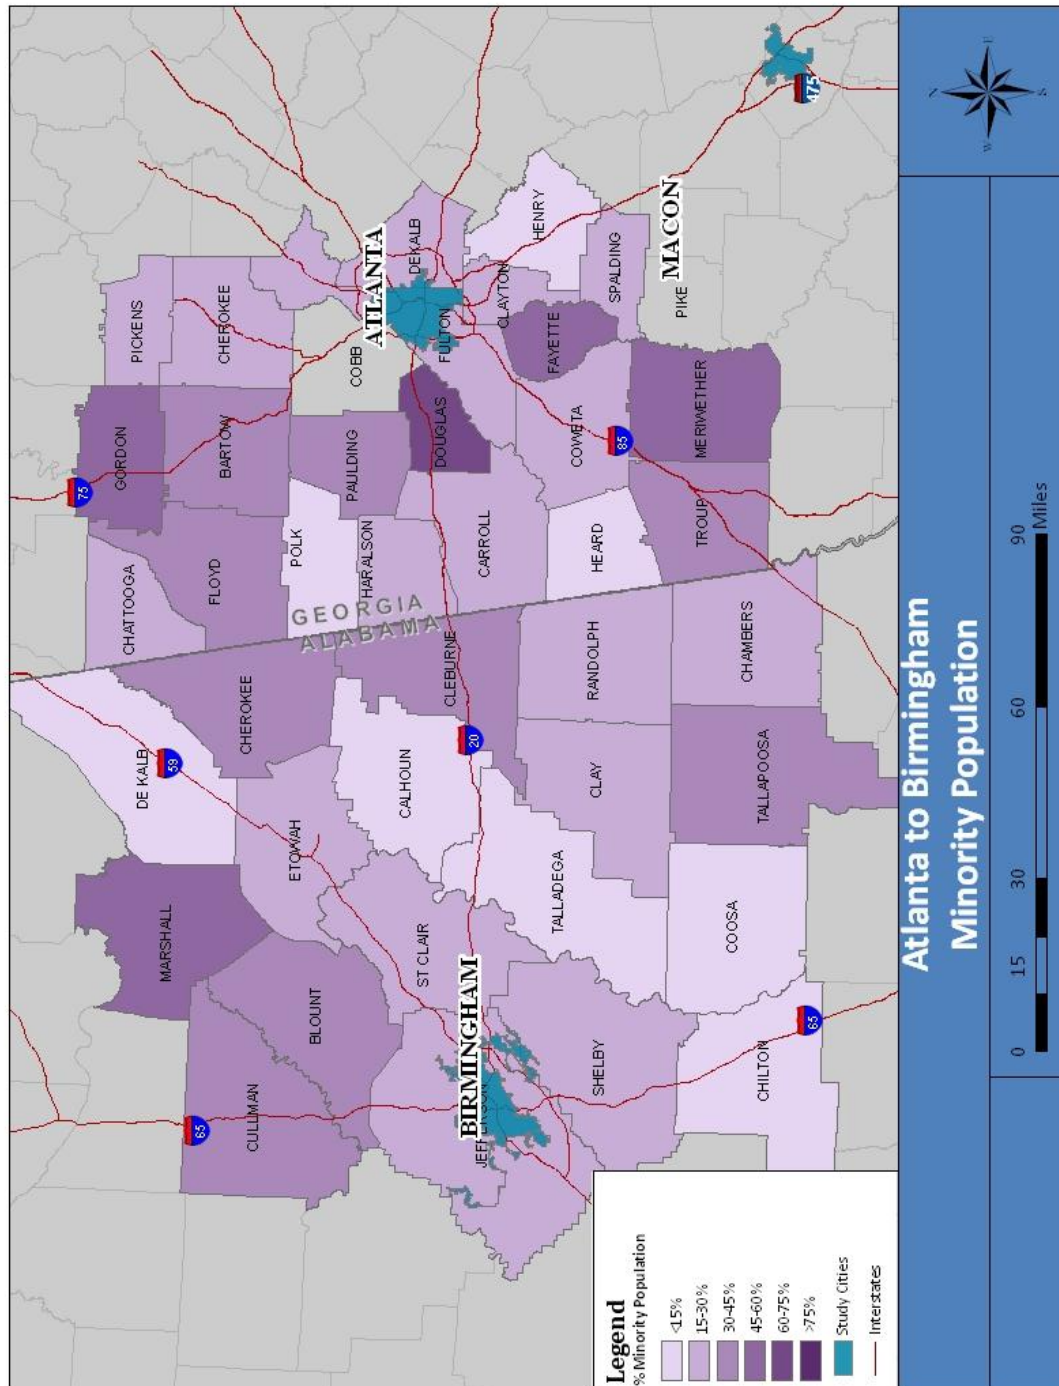 GEORGIA
ALABAMA
CHATTOOGA
GORDON
PICKENS
FLOYD
BARTOW
CHEROKEE
POLK
PAULDING
COBB
HARALSON
DOUGLAS
ATLANTA
FULTON
DEKALB
CARROLL
CLAYTON
HENRY
COWETA
FAYETTE
SPALDING
HEARD
TROUP
MERIWETHER
PIKE
MACON
MARSHALL
DE KALB
CULLMAN
BLOUNT
ETOWAH
CHEROKEE
CALHOUN
CLEBURNE
ST CLAIR
BIRMINGHAM
JEFFERSON
TALLADEGA
CLAY
RANDOLPH
SHELBY
CHILTON
COOSA
TALLAPOOSA
CHAMBERS
65
59
75
20
85
65
475
Legend
% Minority Population
<15%
15-30%
30-45%
45-60%
60-75%
>75%
Study Cities
Interstates
Atlanta to Birmingham
Minority Population
0 15 30 60 90
Miles
N
E
S
W